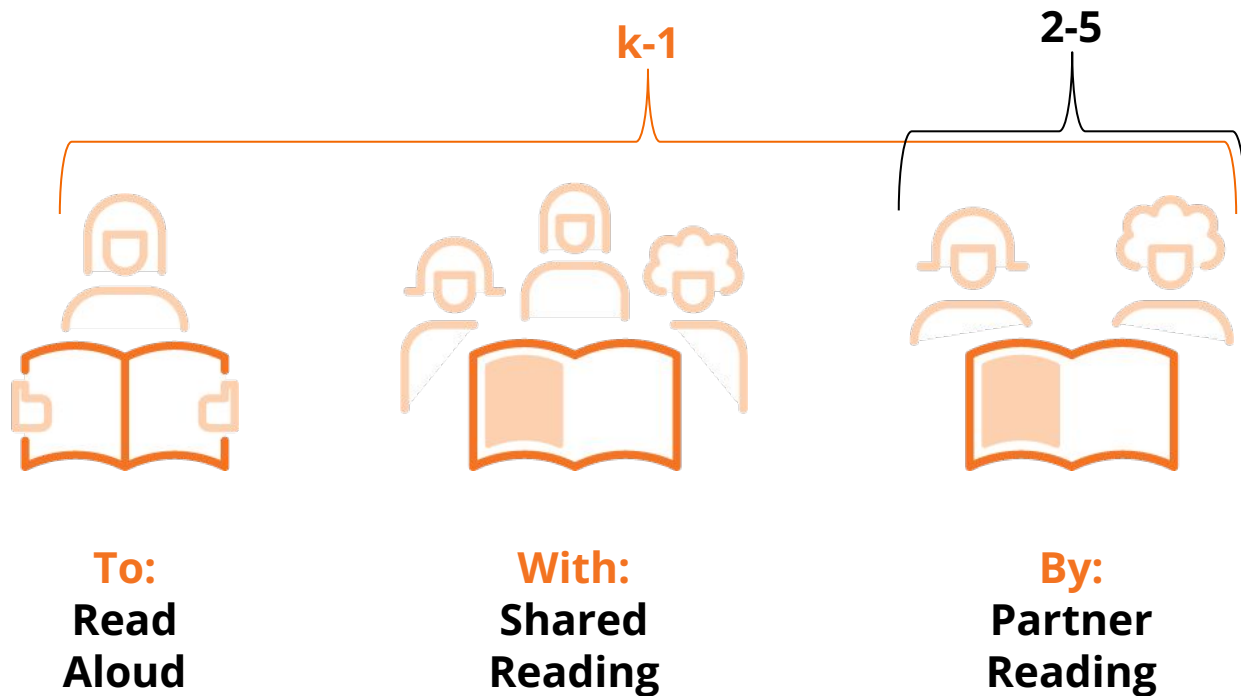 k-1
2-5
To:
Read
Aloud
With:
Shared
Reading
By:
Partner
Reading